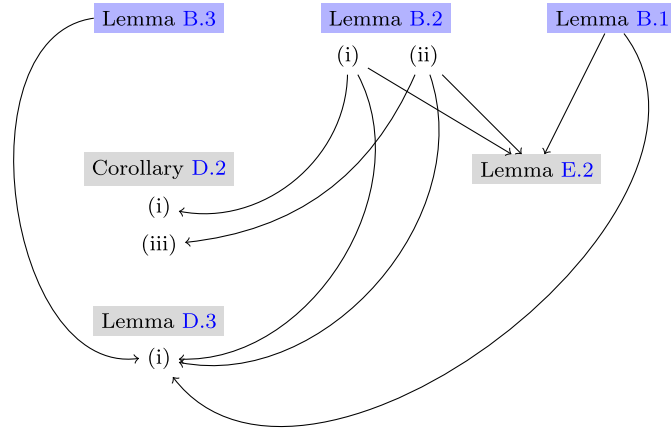 Lemma B.3
Lemma B.2
Lemma B.1
(i)
(ii)
Corollary D.2
Lemma E.2
(i)
(iii)
Lemma D.3
(i)